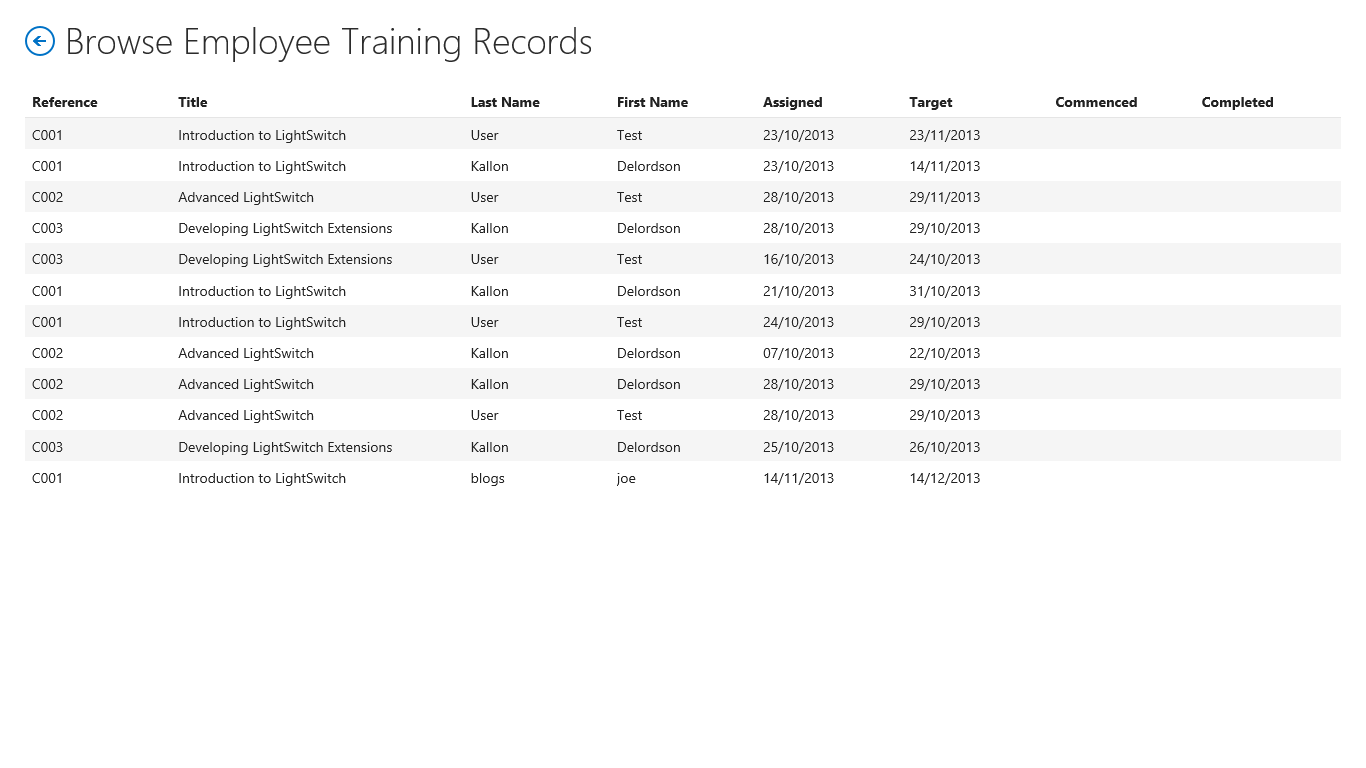 Browse Employee Training Records
Reference Title Last Name First Name Assigned Target Commenced Completed
C001 Introduction to LightSwitch User Test 23/10/2013 23/11/2013
C001 Introduction to LightSwitch Kallon Delordson 23/10/2013 14/11/2013
C002 Advanced LightSwitch User Test 28/10/2013 29/11/2013
C003 Developing LightSwitch Extensions Kallon Delordson 28/10/2013 29/10/2013
C003 Developing LightSwitch Extensions User Test 16/10/2013 24/10/2013
C001 Introduction to LightSwitch Kallon Delordson 21/10/2013 31/10/2013
C001 Introduction to LightSwitch User Test 24/10/2013 29/10/2013
C002 Advanced LightSwitch Kallon Delordson 07/10/2013 22/10/2013
C002 Advanced LightSwitch Kallon Delordson 28/10/2013 29/10/2013
C002 Advanced LightSwitch User Test 28/10/2013 29/10/2013
C003 Developing LightSwitch Extensions Kallon Delordson 25/10/2013 26/10/2013
C001 Introduction to LightSwitch blogs joe 14/11/2013 14/12/2013